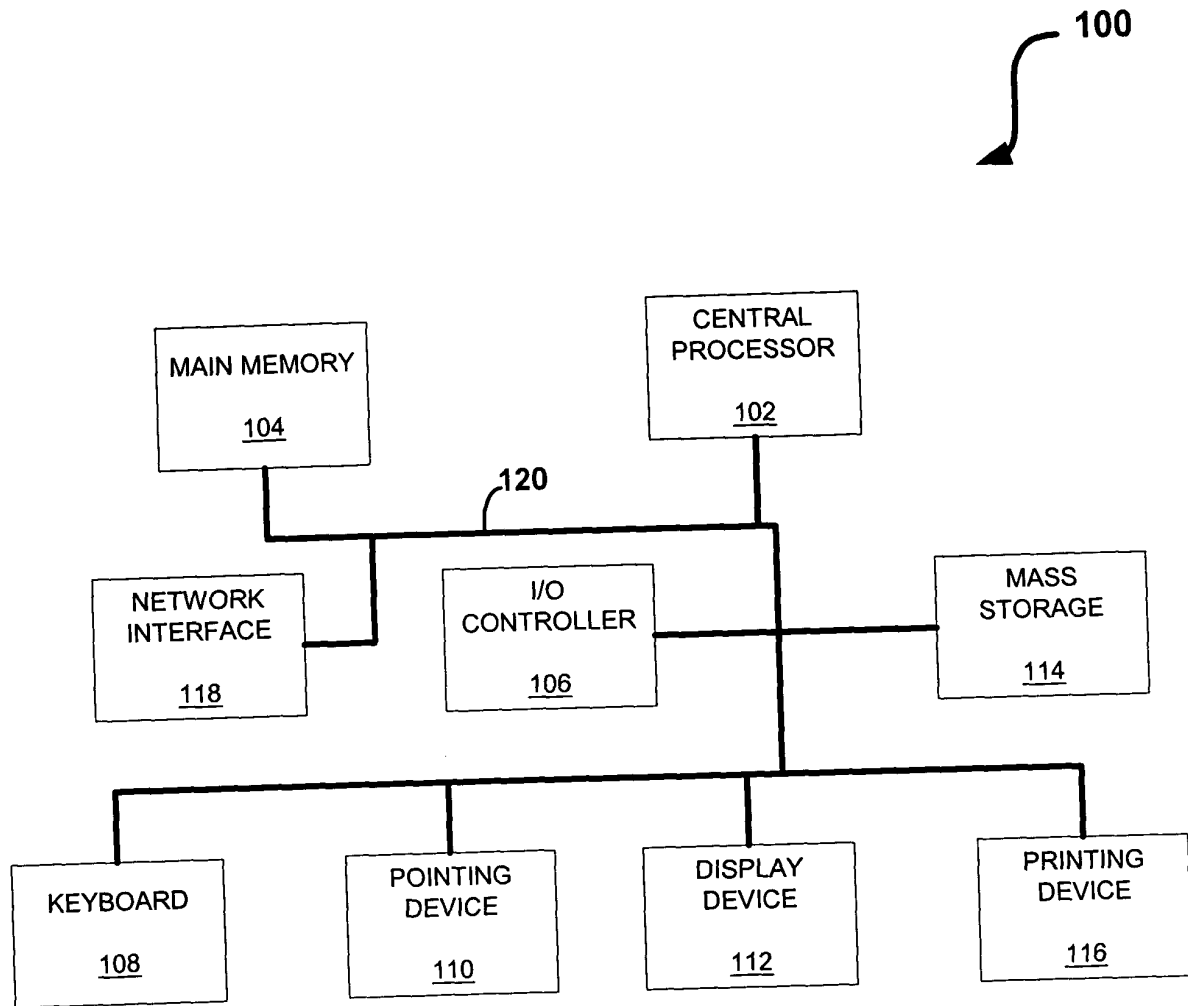 100
CENTRAL
PROCESSOR
102
MAIN MEMORY
104
120
NETWORK
INTERFACE
118
I/O
CONTROLLER
106
MASS
STORAGE
114
KEYBOARD
108
POINTING
DEVICE
110
DISPLAY
DEVICE
112
PRINTING
DEVICE
116